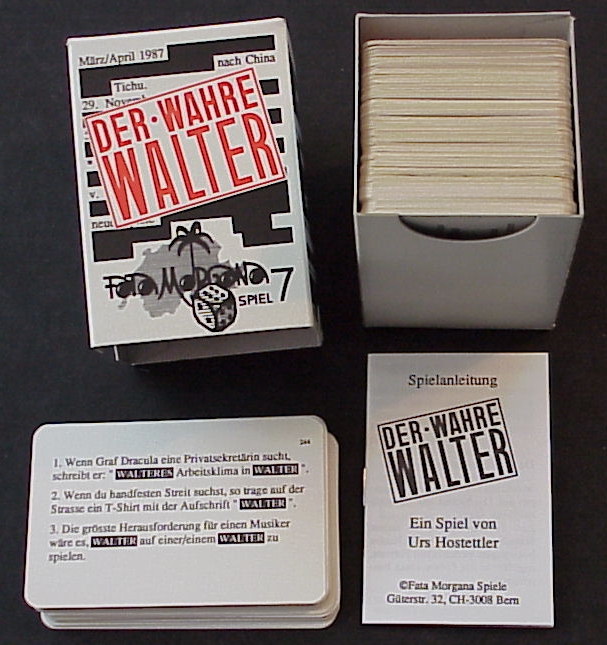 März/April 1987
nach China
Tichu.
29. Novemb
DER·WAHRE
WALTER
v.
neu
FATA MORGANA
SPIEL 7
244
1. Wenn Graf Dracula eine Privatsekretärin sucht,
schreibt er: " WALTERES Arbeitsklima in WALTER ".
2. Wenn du handfesten Streit suchst, so trage auf der
Strasse ein T-Shirt mit der Aufschrift " WALTER ".
3. Die grösste Herausforderung für einen Musiker
wäre es, WALTER auf einer/einem WALTER zu
spielen.
Spielanleitung
DER·WAHRE
WALTER
Ein Spiel von
Urs Hostettler
©Fata Morgana Spiele
Güterstr. 32, CH-3008 Bern